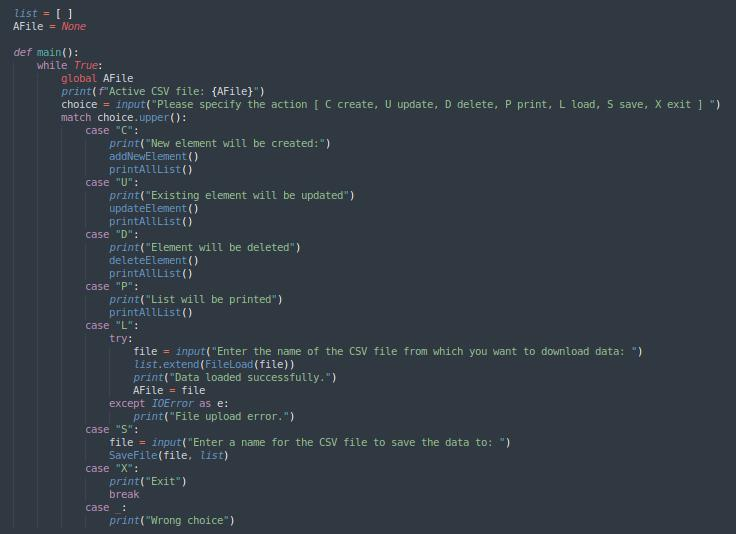 list = [ ]
AFile = None

def main():
    while True:
        global AFile
        print(f"Active CSV file: {AFile}")
        choice = input("Please specify the action [ C create, U update, D delete, P print, L load, S save, X exit ] ")
        match choice.upper():
            case "C":
                print("New element will be created:")
                addNewElement()
                printAllList()
            case "U":
                print("Existing element will be updated")
                updateElement()
                printAllList()
            case "D":
                print("Element will be deleted")
                deleteElement()
                printAllList()
            case "P":
                print("List will be printed")
                printAllList()
            case "L":
                try:
                    file = input("Enter the name of the CSV file from which you want to download data: ")
                    list.extend(FileLoad(file))
                    print("Data loaded successfully.")
                    AFile = file
                except IOError as e:
                    print("File upload error.")
            case "S":
                file = input("Enter a name for the CSV file to save the data to: ")
                SaveFile(file, list)
            case "X":
                print("Exit")
                break
            case _:
                print("Wrong choice")